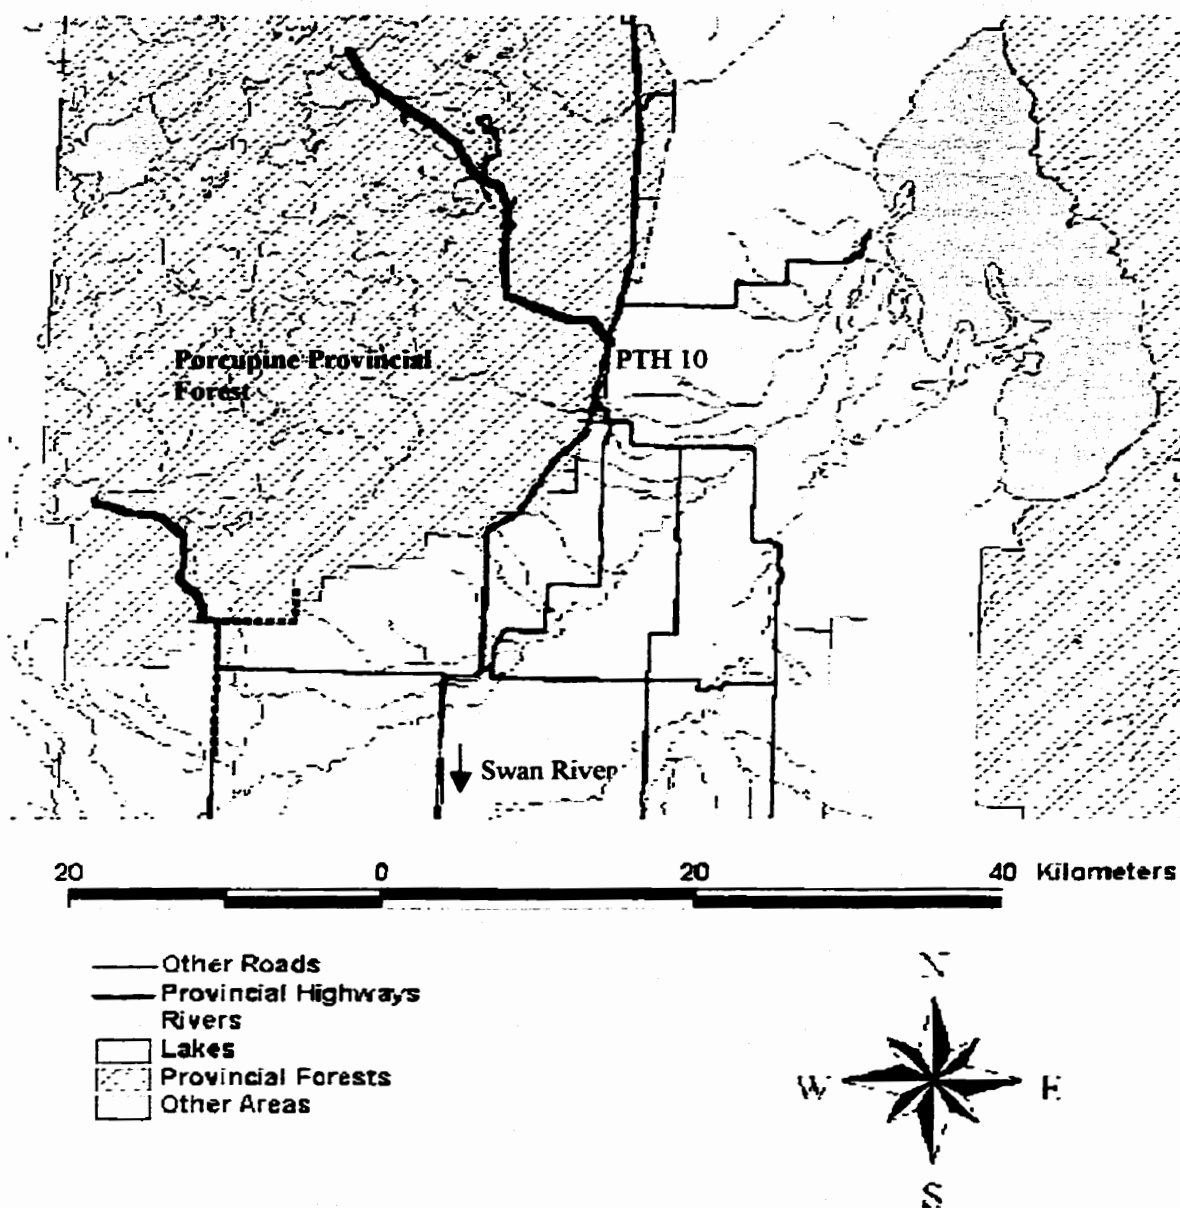 Porcupine Provincial
Forest
PTH 10
Swan River
20 0 20 40 Kilometers
Other Roads
Provincial Highways
Rivers
Lakes
Provincial Forests
Other Areas
N
W E
S